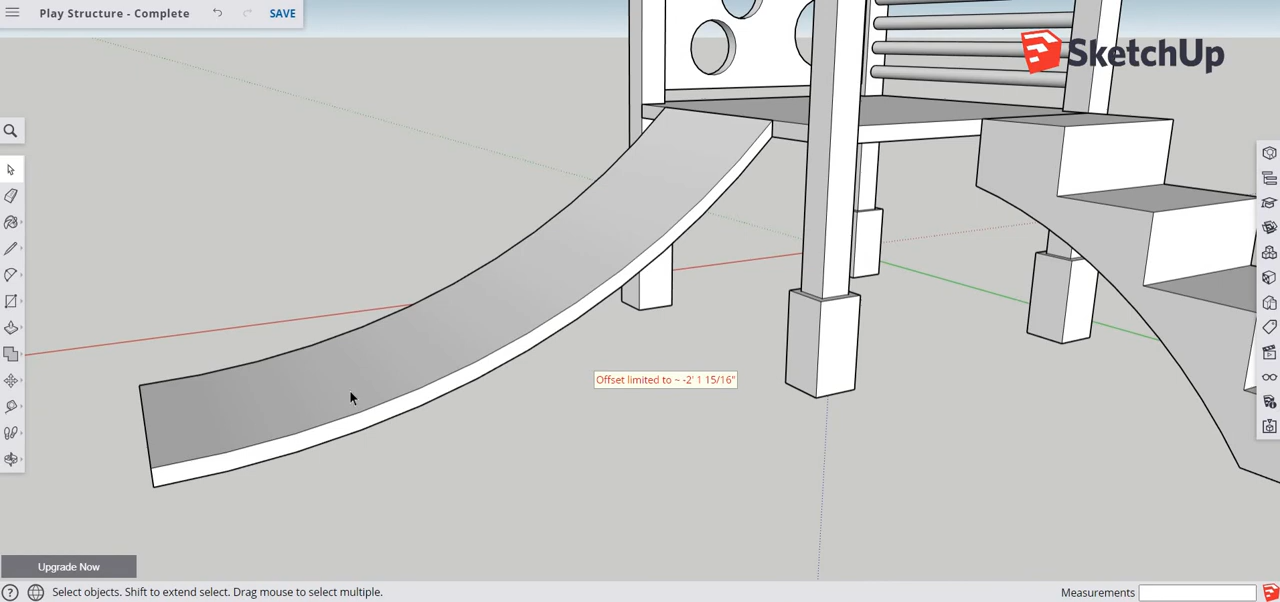 Play Structure - Complete
SAVE
SketchUp
Offset limited to ~ -2' 1 15/16"
Upgrade Now
Select objects. Shift to extend select. Drag mouse to select multiple.
Measurements